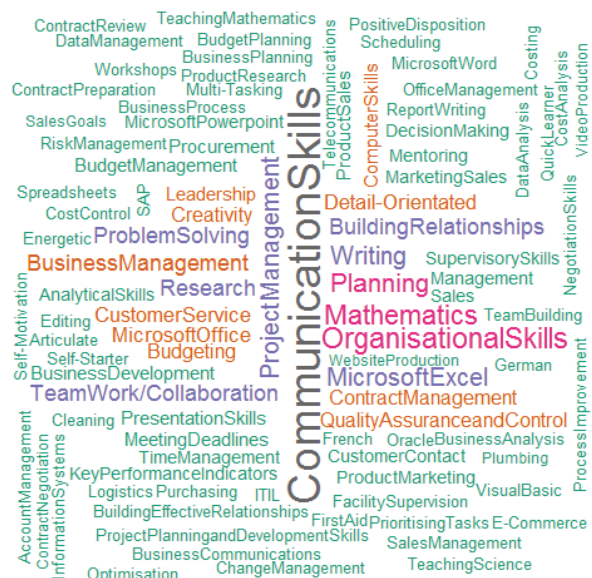 ContractReview
TeachingMathematics
DataManagement
BudgetPlanning
BusinessPlanning
Workshops
ProductResearch
ContractPreparation
Multi-Tasking
BusinessProcess
SalesGoals
MicrosoftPowerpoint
RiskManagement
Procurement
BudgetManagement
Spreadsheets
SAP
Leadership
CostControl
Creativity
Energetic
ProblemSolving
BusinessManagement
Research
AnalyticalSkills
Self-Motivation
CustomerService
Editing
MicrosoftOffice
Articulate
Budgeting
Self-Starter
BusinessDevelopment
TeamWork/Collaboration
ProjectManagement
CommunicationSkills
Telecommunications
ProductSales
PositiveDisposition
Scheduling
ComputerSkills
MicrosoftWord
OfficeManagement
ReportWriting
DecisionMaking
Mentoring
MarketingSales
DataAnalysis
Costing
QuickLearner
CostAnalysis
VideoProduction
NegotiationSkills
Detail-Orientated
BuildingRelationships
Writing
SupervisorySkills
Planning
Management
Sales
Mathematics
TeamBuilding
OrganisationalSkills
WebsiteProduction
German
MicrosoftExcel
ContractManagement
QualityAssuranceandControl
ProcessImprovement
Cleaning
PresentationSkills
MeetingDeadlines
TimeManagement
KeyPerformanceIndicators
Logistics
Purchasing
ITIL
BuildingEffectiveRelationships
ProjectPlanningandDevelopmentSkills
BusinessCommunications
Optimisation
ChangeManagement
AccountManagement
ContractNegotiation
InformationSystems
French
Oracle
BusinessAnalysis
CustomerContact
Plumbing
ProductMarketing
VisualBasic
FacilitySupervision
FirstAid
PrioritisingTasks
E-Commerce
SalesManagement
TeachingScience